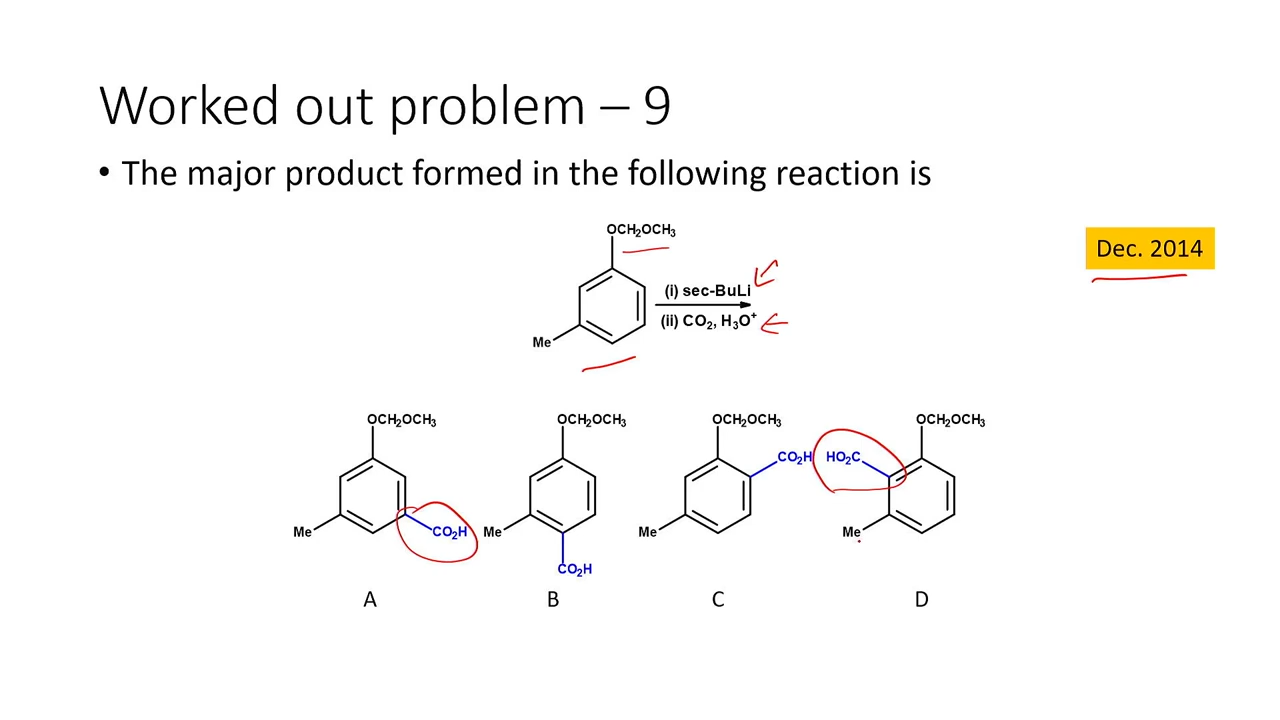 Worked out problem – 9
• The major product formed in the following reaction is
OCH₂OCH₃
Dec. 2014
(i) sec-BuLi
(ii) CO₂, H₃O⁺
Me
OCH₂OCH₃ OCH₂OCH₃ OCH₂OCH₃ OCH₂OCH₃
CO₂H HO₂C
Me CO₂H Me Me Me
CO₂H
A B C D